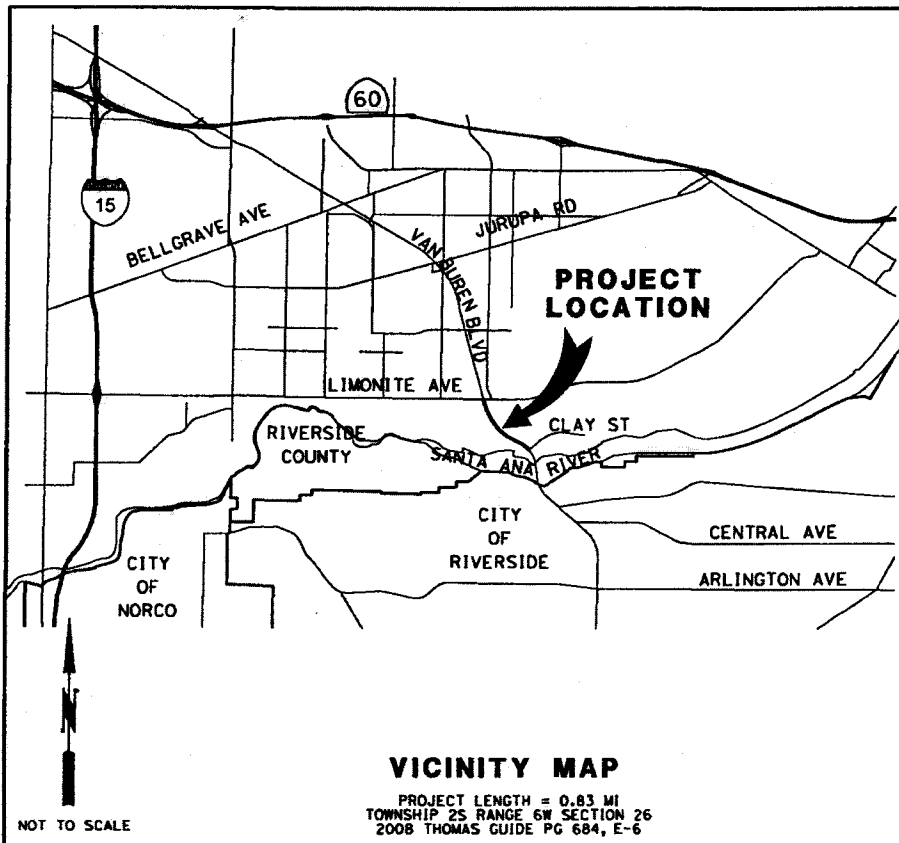 60
15
BELLGRAVE AVE
JURUPA RD
VAN BUREN BLVD
PROJECT
LOCATION
LIMONITE AVE
CLAY ST
RIVERSIDE
COUNTY
SANTA ANA RIVER
CITY
OF
RIVERSIDE
CENTRAL AVE
ARLINGTON AVE
CITY
OF
NORCO
N
NOT TO SCALE
VICINITY MAP
PROJECT LENGTH = 0.83 MI
TOWNSHIP 2S RANGE 6W SECTION 26
2008 THOMAS GUIDE PG 684, E-6